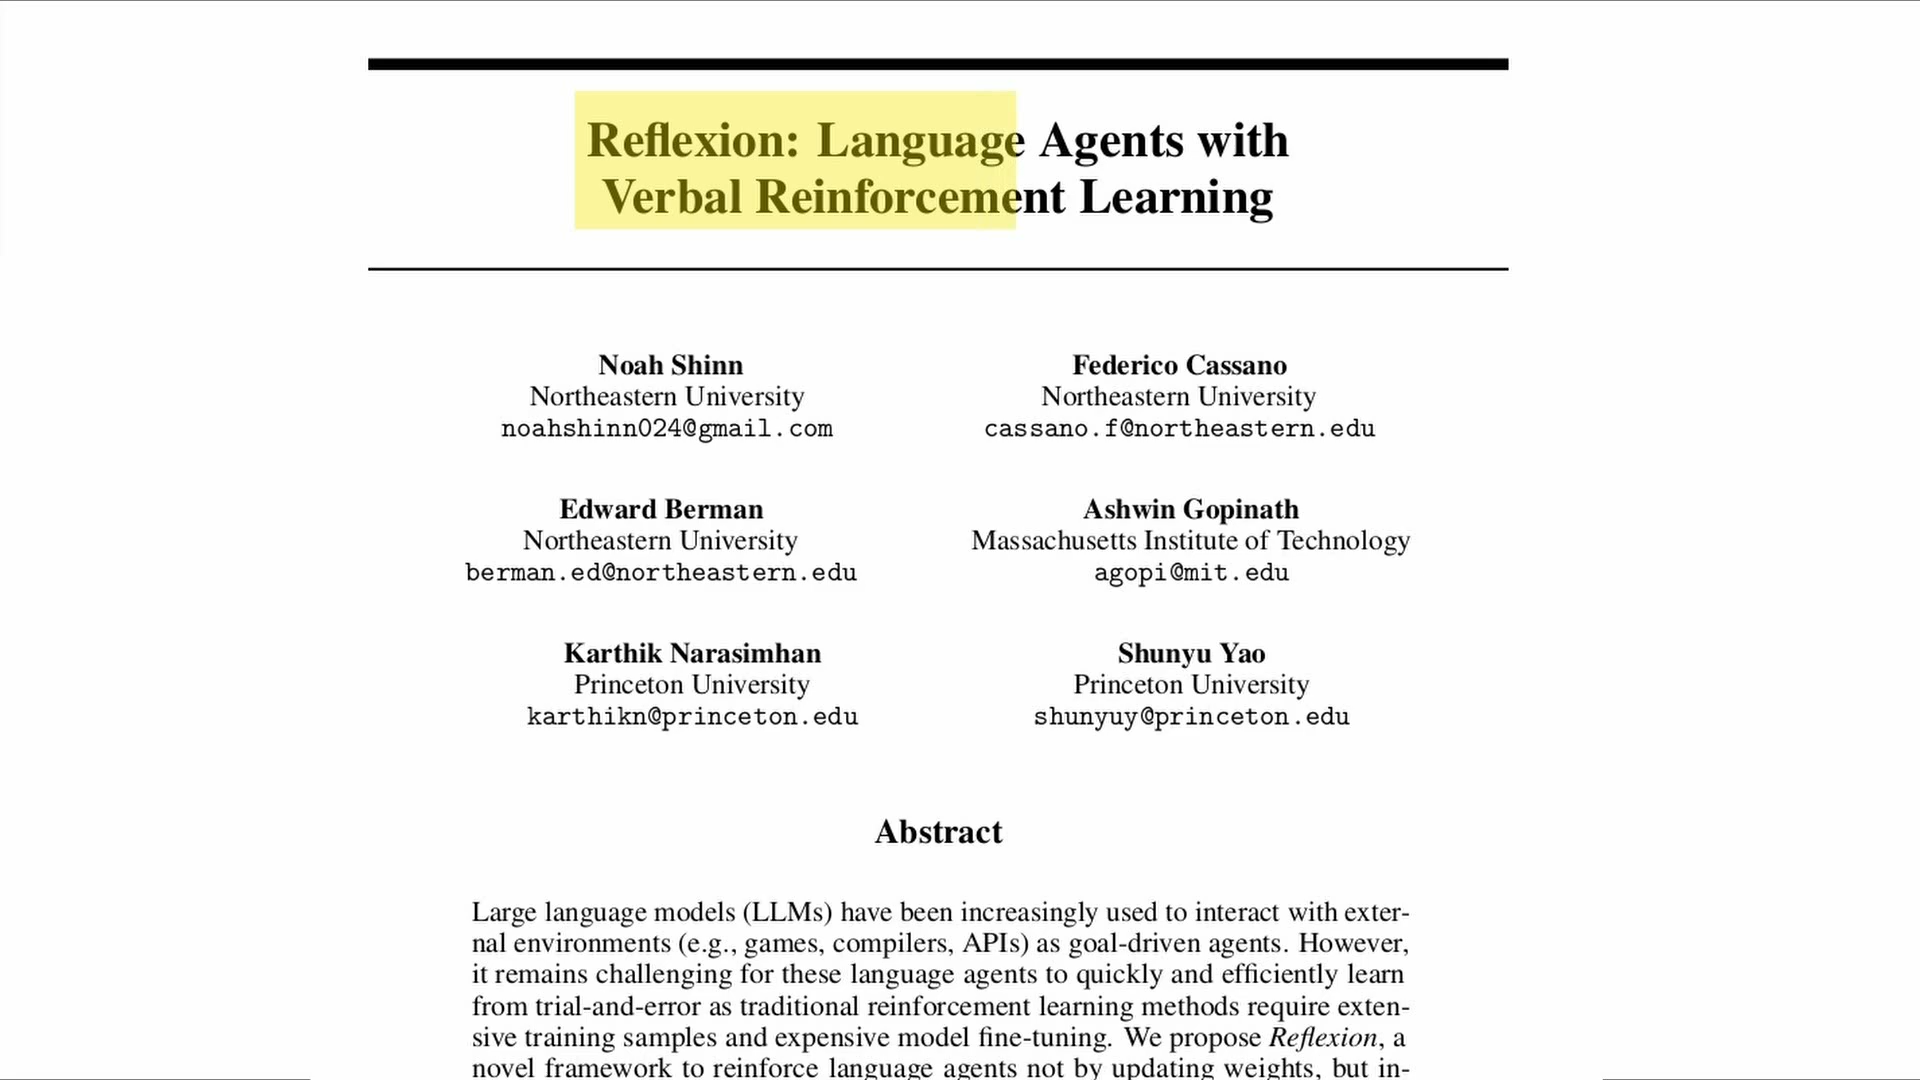 Reflexion: Language Agents with
Verbal Reinforcement Learning
Noah Shinn
Northeastern University
noahshinn024@gmail.com
Federico Cassano
Northeastern University
cassano.f@northeastern.edu
Edward Berman
Northeastern University
berman.ed@northeastern.edu
Ashwin Gopinath
Massachusetts Institute of Technology
agopi@mit.edu
Karthik Narasimhan
Princeton University
karthikn@princeton.edu
Shunyu Yao
Princeton University
shunyuy@princeton.edu
Abstract
Large language models (LLMs) have been increasingly used to interact with exter-
nal environments (e.g., games, compilers, APIs) as goal-driven agents. However,
it remains challenging for these language agents to quickly and efficiently learn
from trial-and-error as traditional reinforcement learning methods require exten-
sive training samples and expensive model fine-tuning. We propose Reflexion, a
novel framework to reinforce language agents not by updating weights, but in-